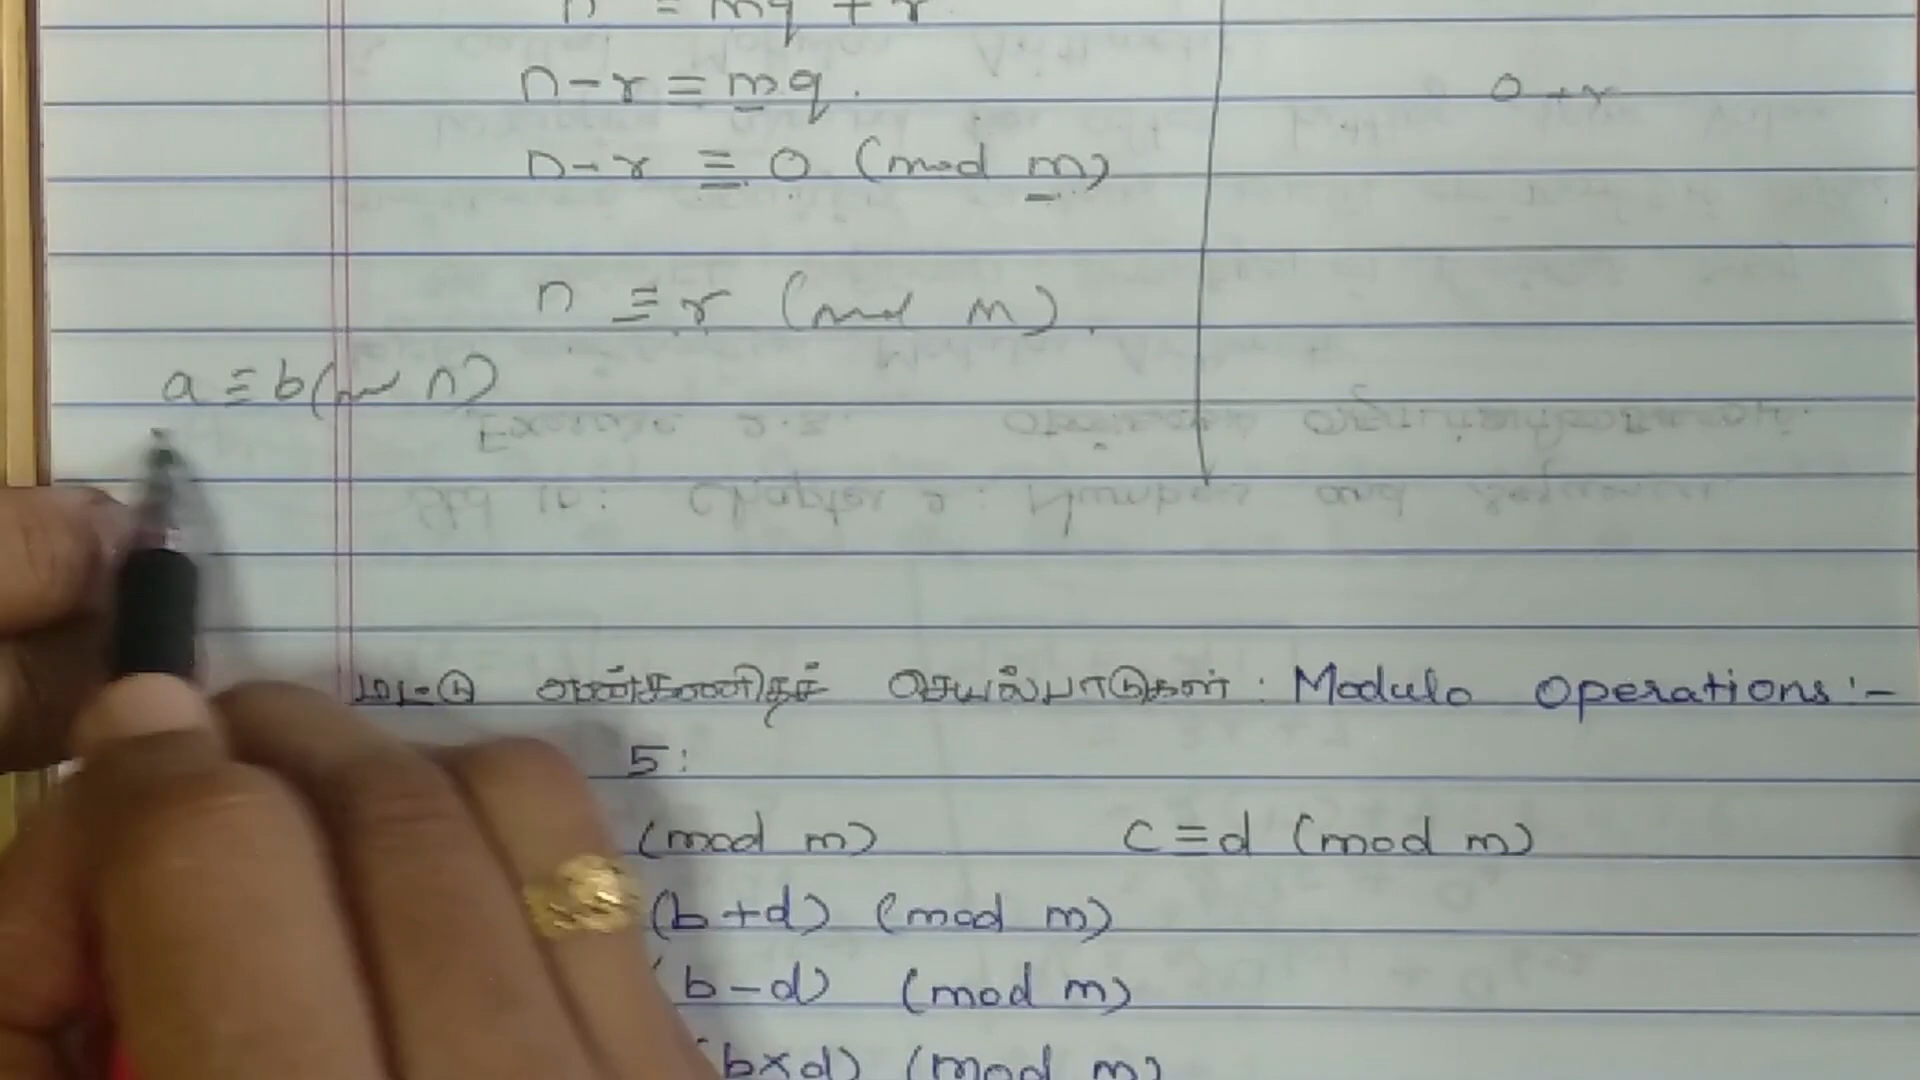 n = mq + r
n-r = mq.
0 + r
n-r ≡ 0 (mod m)
n ≡ r (mod m).
a ≡ b( n)
மட்டு எண்கணிதச் செயல்பாடுகள் : Modulo Operations :-
5:
(mod m) c ≡ d (mod m)
(b+d) (mod m)
(b-d) (mod m)
(b×d) (mod m)